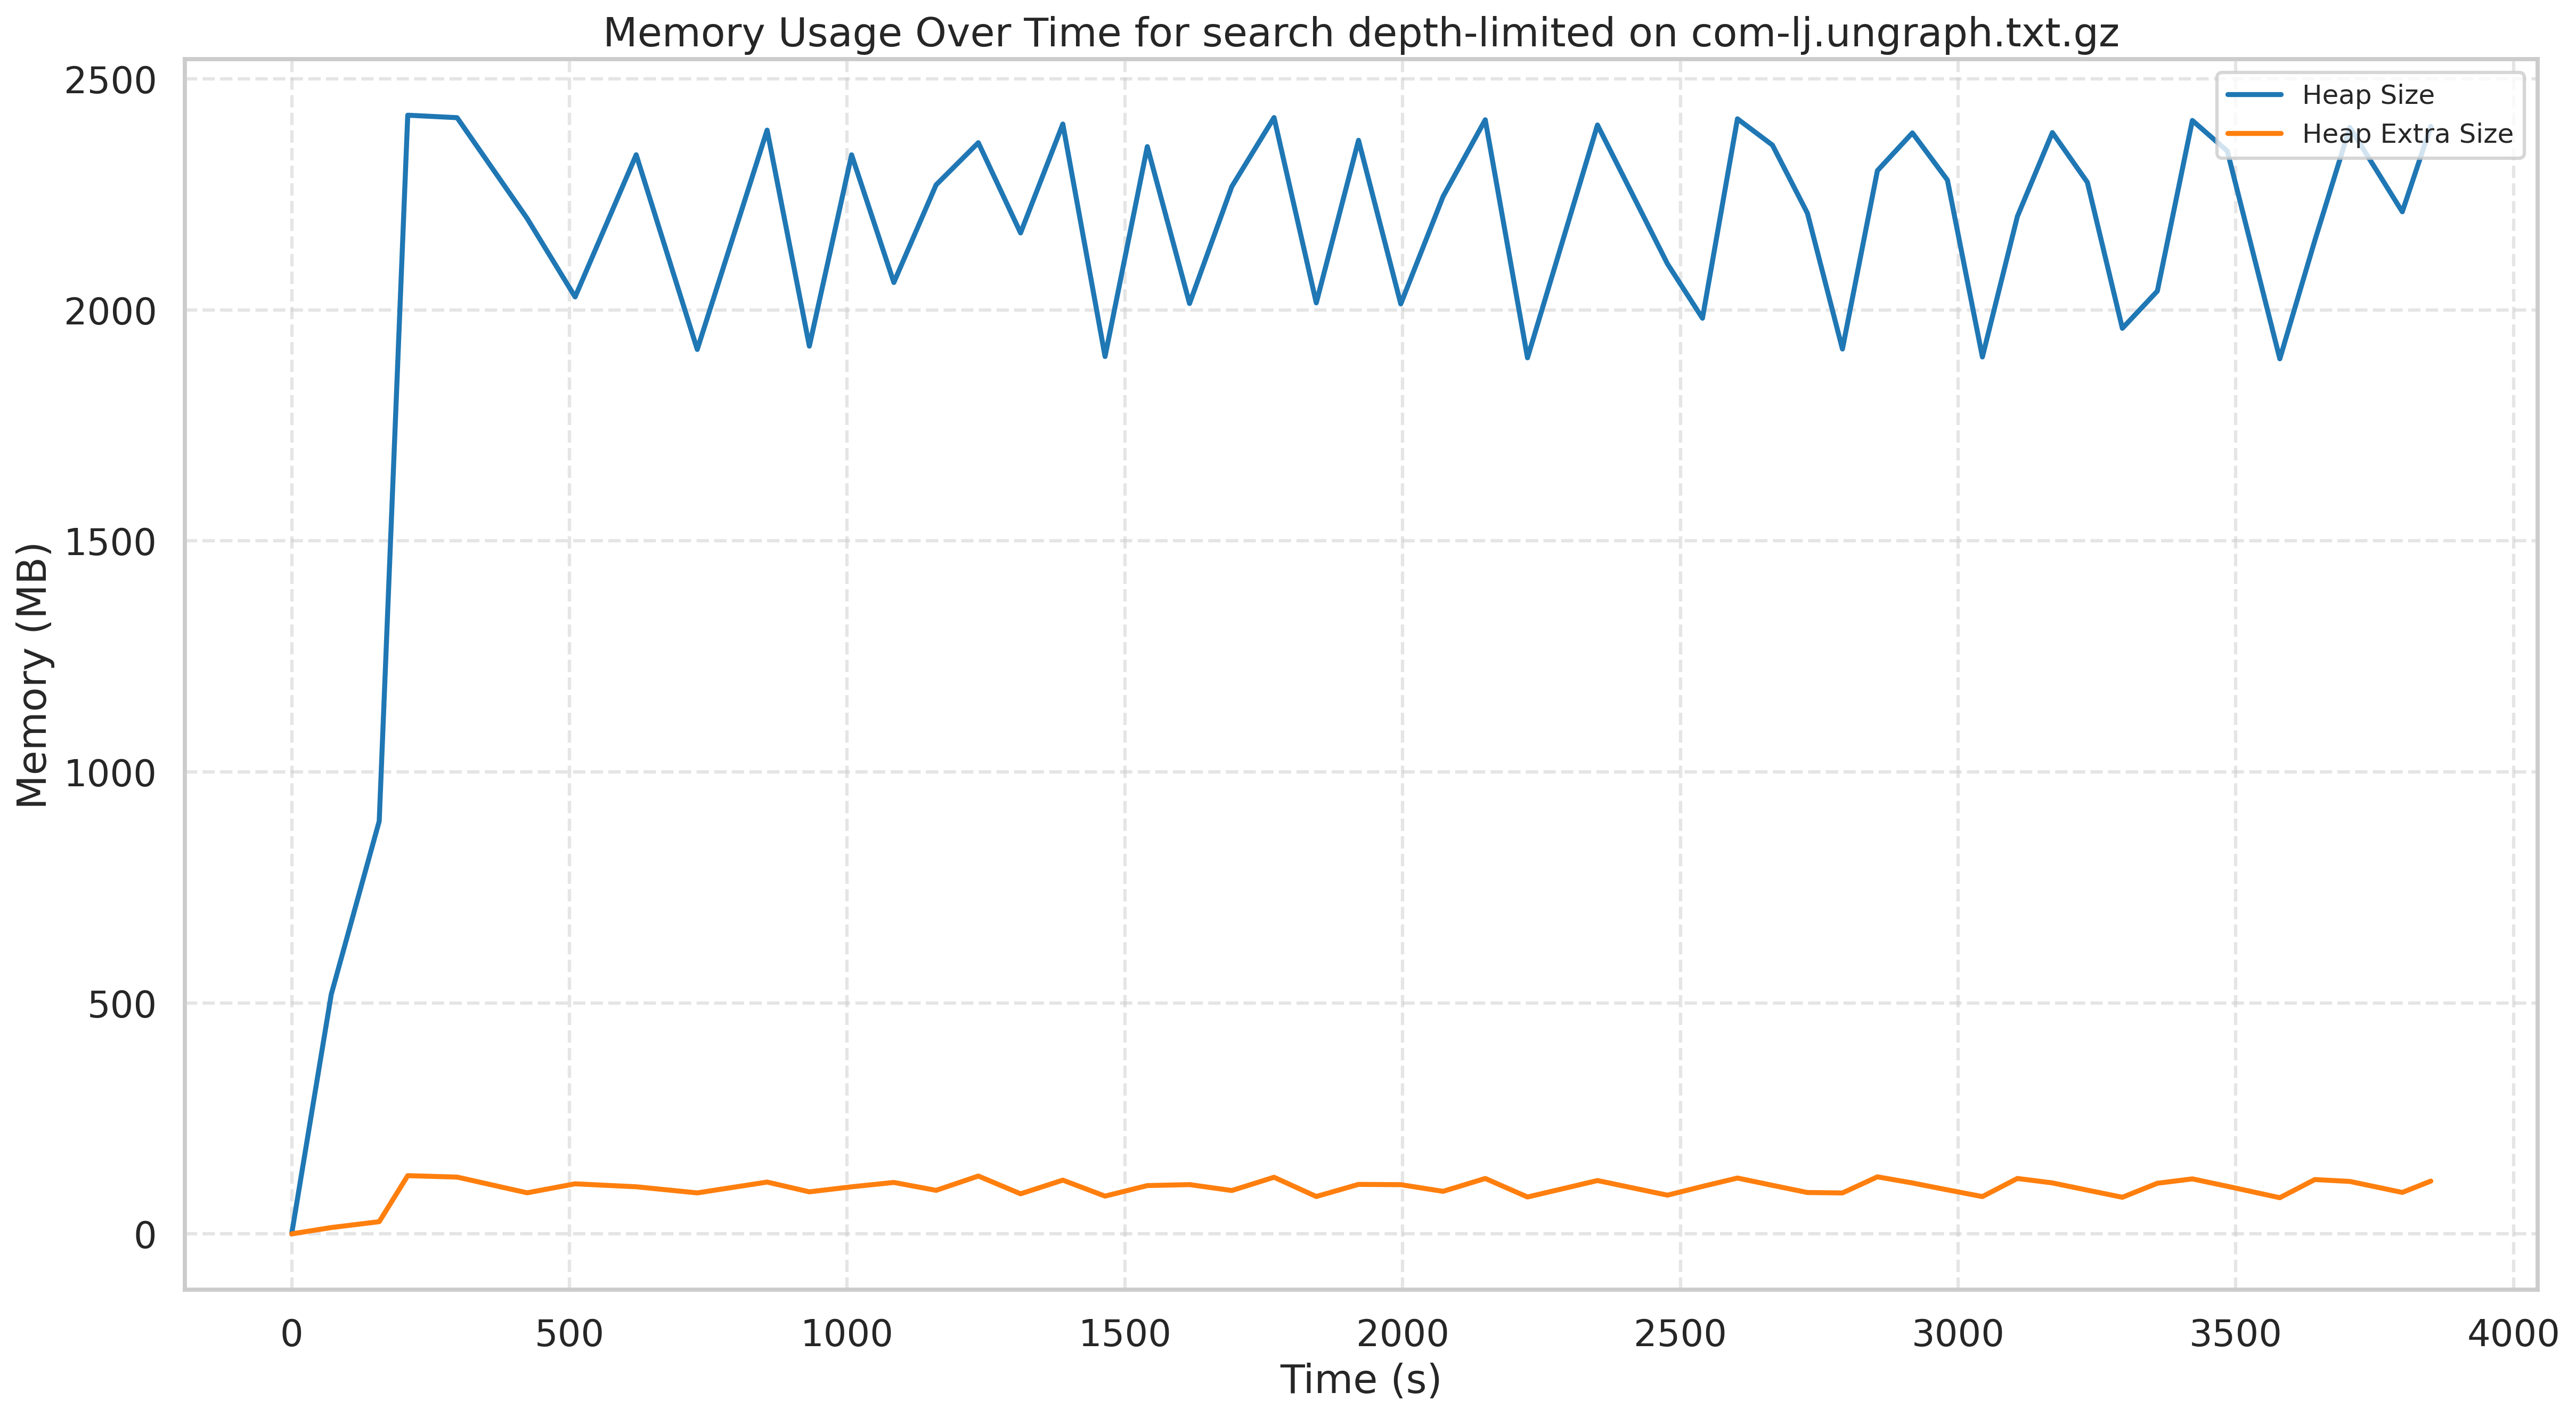 Memory Usage Over Time for search depth-limited on com-lj.ungraph.txt.gz
Heap Size
Heap Extra Size
Memory (MB)
2500
2000
1500
1000
500
0
0 500 1000 1500 2000 2500 3000 3500 4000
Time (s)